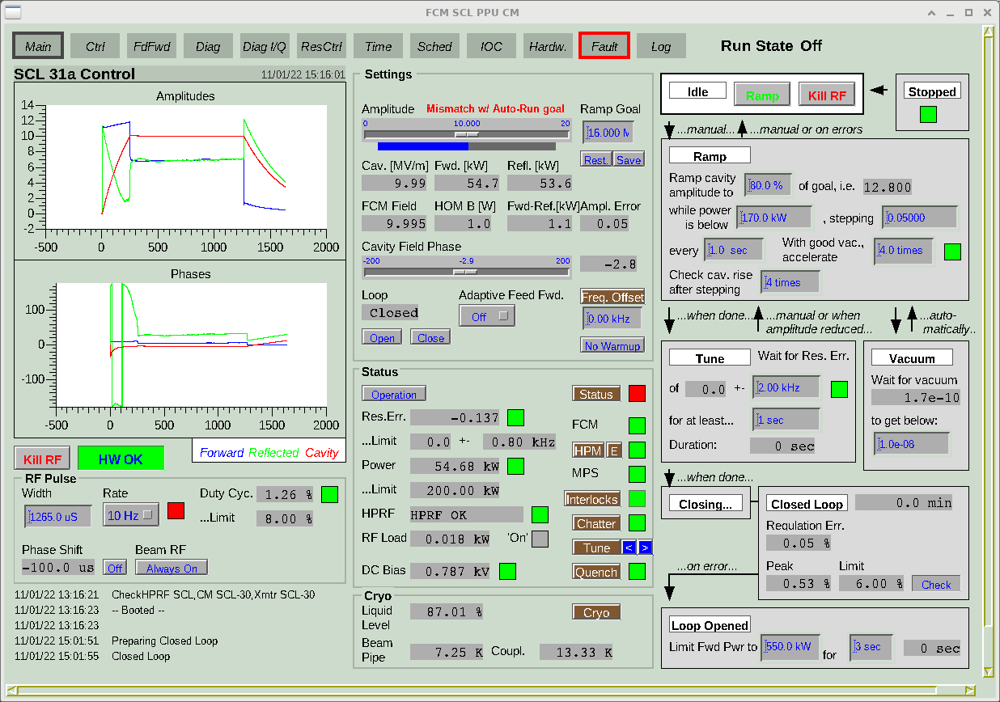 FCM SCL PPU CM
Main Ctrl FdFwd Diag Diag I/Q ResCtrl Time Sched IOC Hardw. Fault Log Run State Off
SCL 31a Control 11/01/22 15:16:01
Amplitudes
14
12
10
8
6
4
2
0
-2
-500 0 500 1000 1500 2000
Phases
100
0
-100
-500 0 500 1000 1500 2000
Kill RF HW OK Forward Reflected Cavity
RF Pulse
Width Rate Duty Cyc. 1.26 %
1265.0 uS 10 Hz ...Limit 8.00 %
Phase Shift Beam RF
-100.0 us Off Always On
11/01/22 13:16:21 CheckHPRF SCL,CM SCL-30,Xmtr SCL-30
11/01/22 13:16:23 -- Booted --
11/01/22 13:16:23
11/01/22 15:01:51 Preparing Closed Loop
11/01/22 15:01:55 Closed Loop
Settings
Amplitude Mismatch w/ Auto-Run goal Ramp Goal
0 10.000 20 16.000
Rest. Save
Cav. [MV/m] Fwd. [kW] Refl. [kW]
9.99 54.7 53.6
FCM Field HOM B [W] Fwd-Ref.[kW] Ampl. Error
9.995 1.0 1.1 0.05
Cavity Field Phase
-200 -2.9 200 -2.8
Loop Adaptive Feed Fwd. Freq. Offset
Closed Off 0.00 kHz
Open Close No Warmup
Status
Operation Status
Res.Err. -0.137 FCM
...Limit 0.0 +- 0.80 kHz HPM E
Power 54.68 kW MPS
...Limit 200.00 kW Interlocks
HPRF HPRF OK Chatter
RF Load 0.018 kW 'On' Tune < >
DC Bias 0.787 kV Quench
Cryo
Liquid Level 87.01 % Cryo
Beam Pipe 7.25 K Coupl. 13.33 K
Idle Ramp Kill RF Stopped
...manual... ...manual or on errors
Ramp
Ramp cavity amplitude to 80.0 % of goal, i.e. 12.800
while power is below 170.0 kW , stepping 0.05000
every 1.0 sec With good vac., accelerate 4.0 times
Check cav. rise after stepping 4 times
...when done... ...manual or when amplitude reduced... ...auto-matically..
Tune Wait for Res. Err.
of 0.0 +- 2.00 kHz
for at least... 1 sec
Duration: 0 sec
Vacuum
Wait for vacuum
1.7e-10
to get below:
1.0e-08
...when done...
Closing... Closed Loop 0.0 min
Regulation Err.
0.05 %
Peak Limit
0.53 % 6.00 % Check
...on error...
Loop Opened
Limit Fwd Pwr to 550.0 kW for 3 sec 0 sec